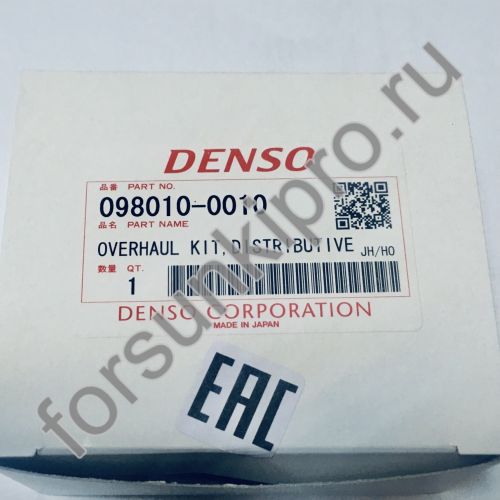 DENSO
品番 PART NO.
098010-0010
品名 PART NAME
OVERHAUL KIT,DISTRIBUTIVE JH/HO
数量 QT.
1
DENSO CORPORATION
MADE IN JAPAN
EAC
forsunkipro.ru